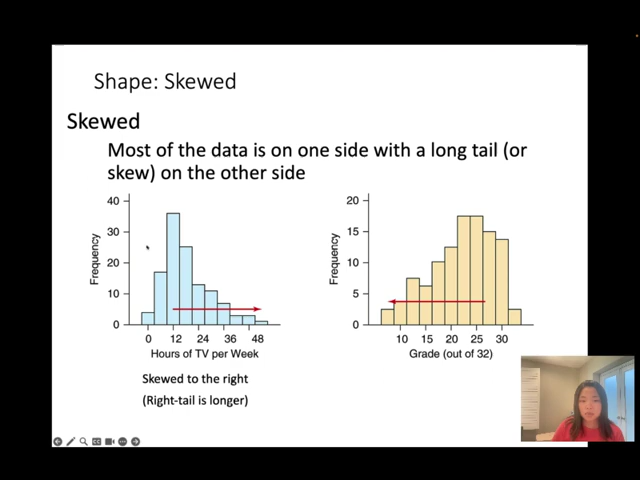 Shape: Skewed
Skewed
Most of the data is on one side with a long tail (or
skew) on the other side
40
30
20
10
0
Frequency
0 12 24 36 48
Hours of TV per Week
20
15
10
5
0
Frequency
10 15 20 25 30
Grade (out of 32)
Skewed to the right
(Right-tail is longer)